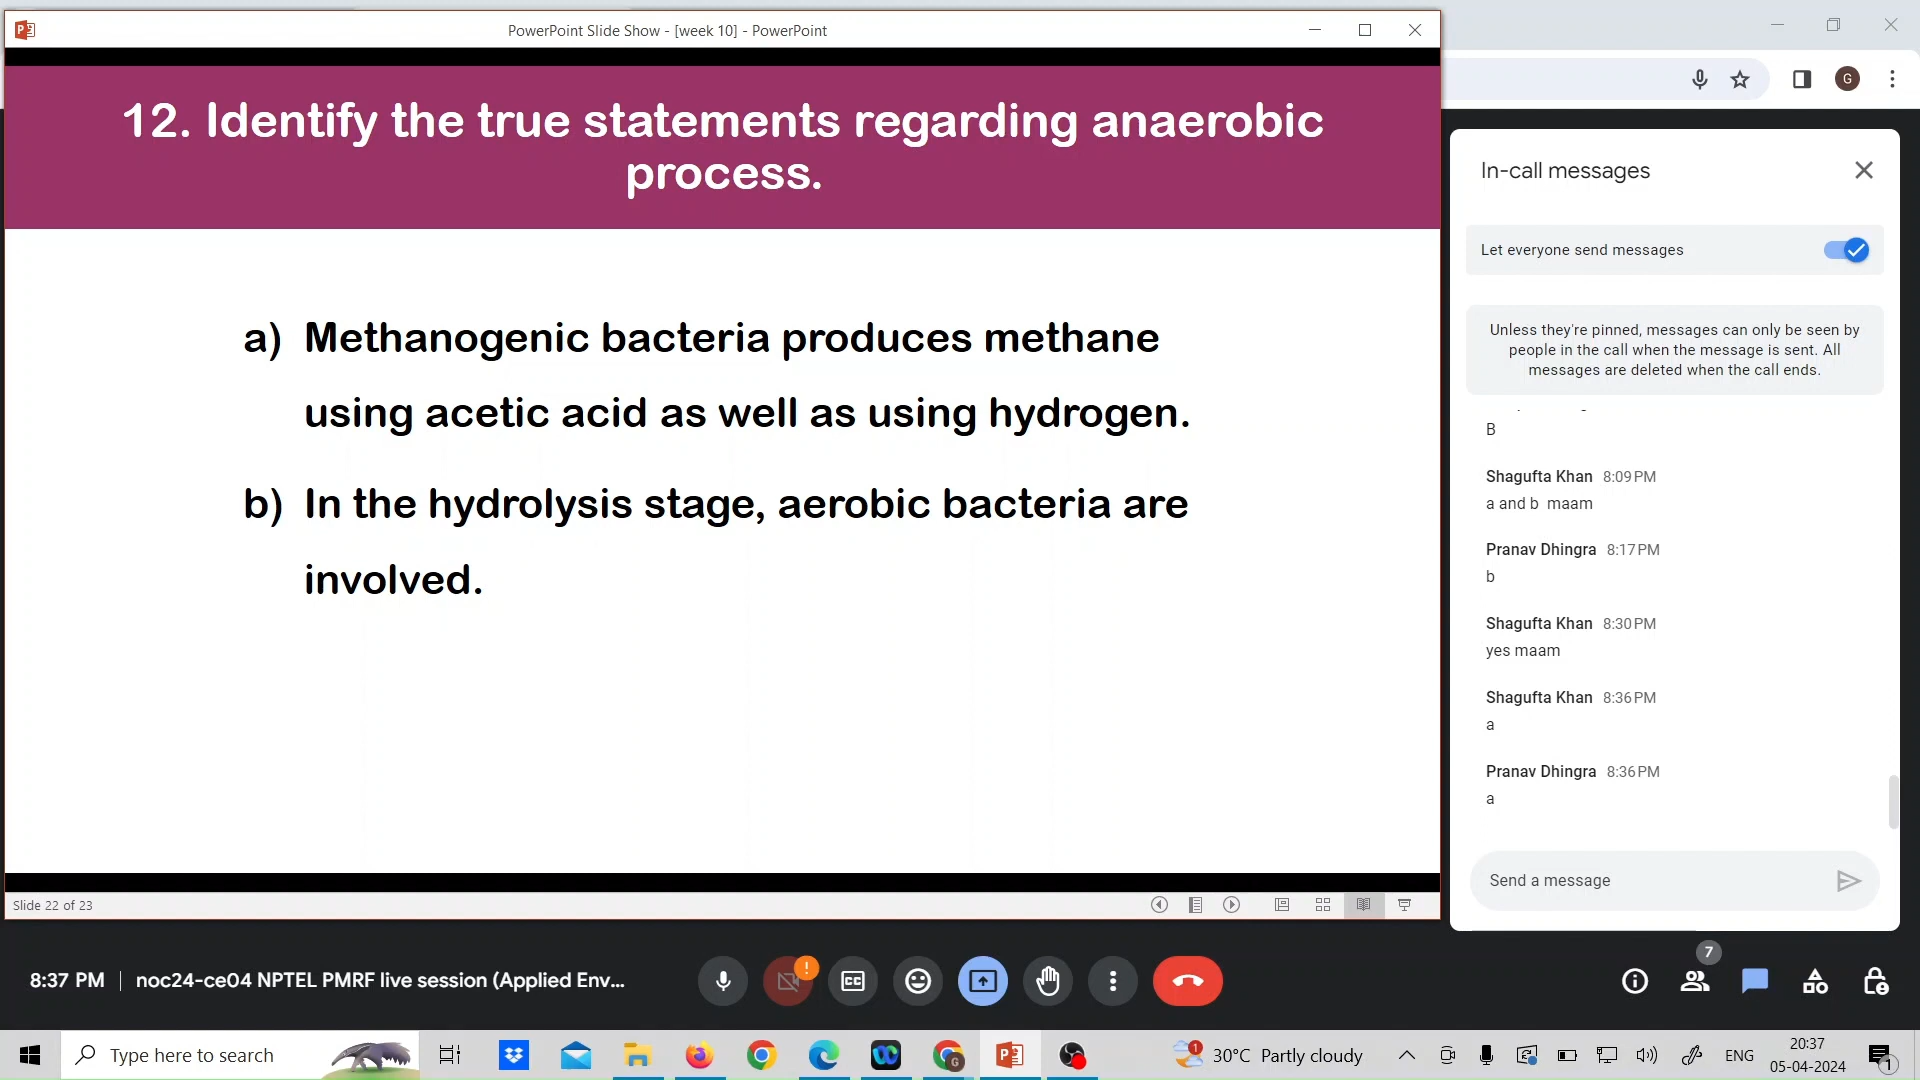 PowerPoint Slide Show - [week 10] - PowerPoint
12. Identify the true statements regarding anaerobic
process.
a) Methanogenic bacteria produces methane
using acetic acid as well as using hydrogen.
b) In the hydrolysis stage, aerobic bacteria are
involved.
Slide 22 of 23
G
In-call messages
Let everyone send messages
Unless they're pinned, messages can only be seen by
people in the call when the message is sent. All
messages are deleted when the call ends.
B
Shagufta Khan 8:09 PM
a and b maam
Pranav Dhingra 8:17 PM
b
Shagufta Khan 8:30 PM
yes maam
Shagufta Khan 8:36 PM
a
Pranav Dhingra 8:36 PM
a
Send a message
8:37 PM | noc24-ce04 NPTEL PMRF live session (Applied Env...
7
Type here to search
1
30°C Partly cloudy
ENG
20:37
05-04-2024
1